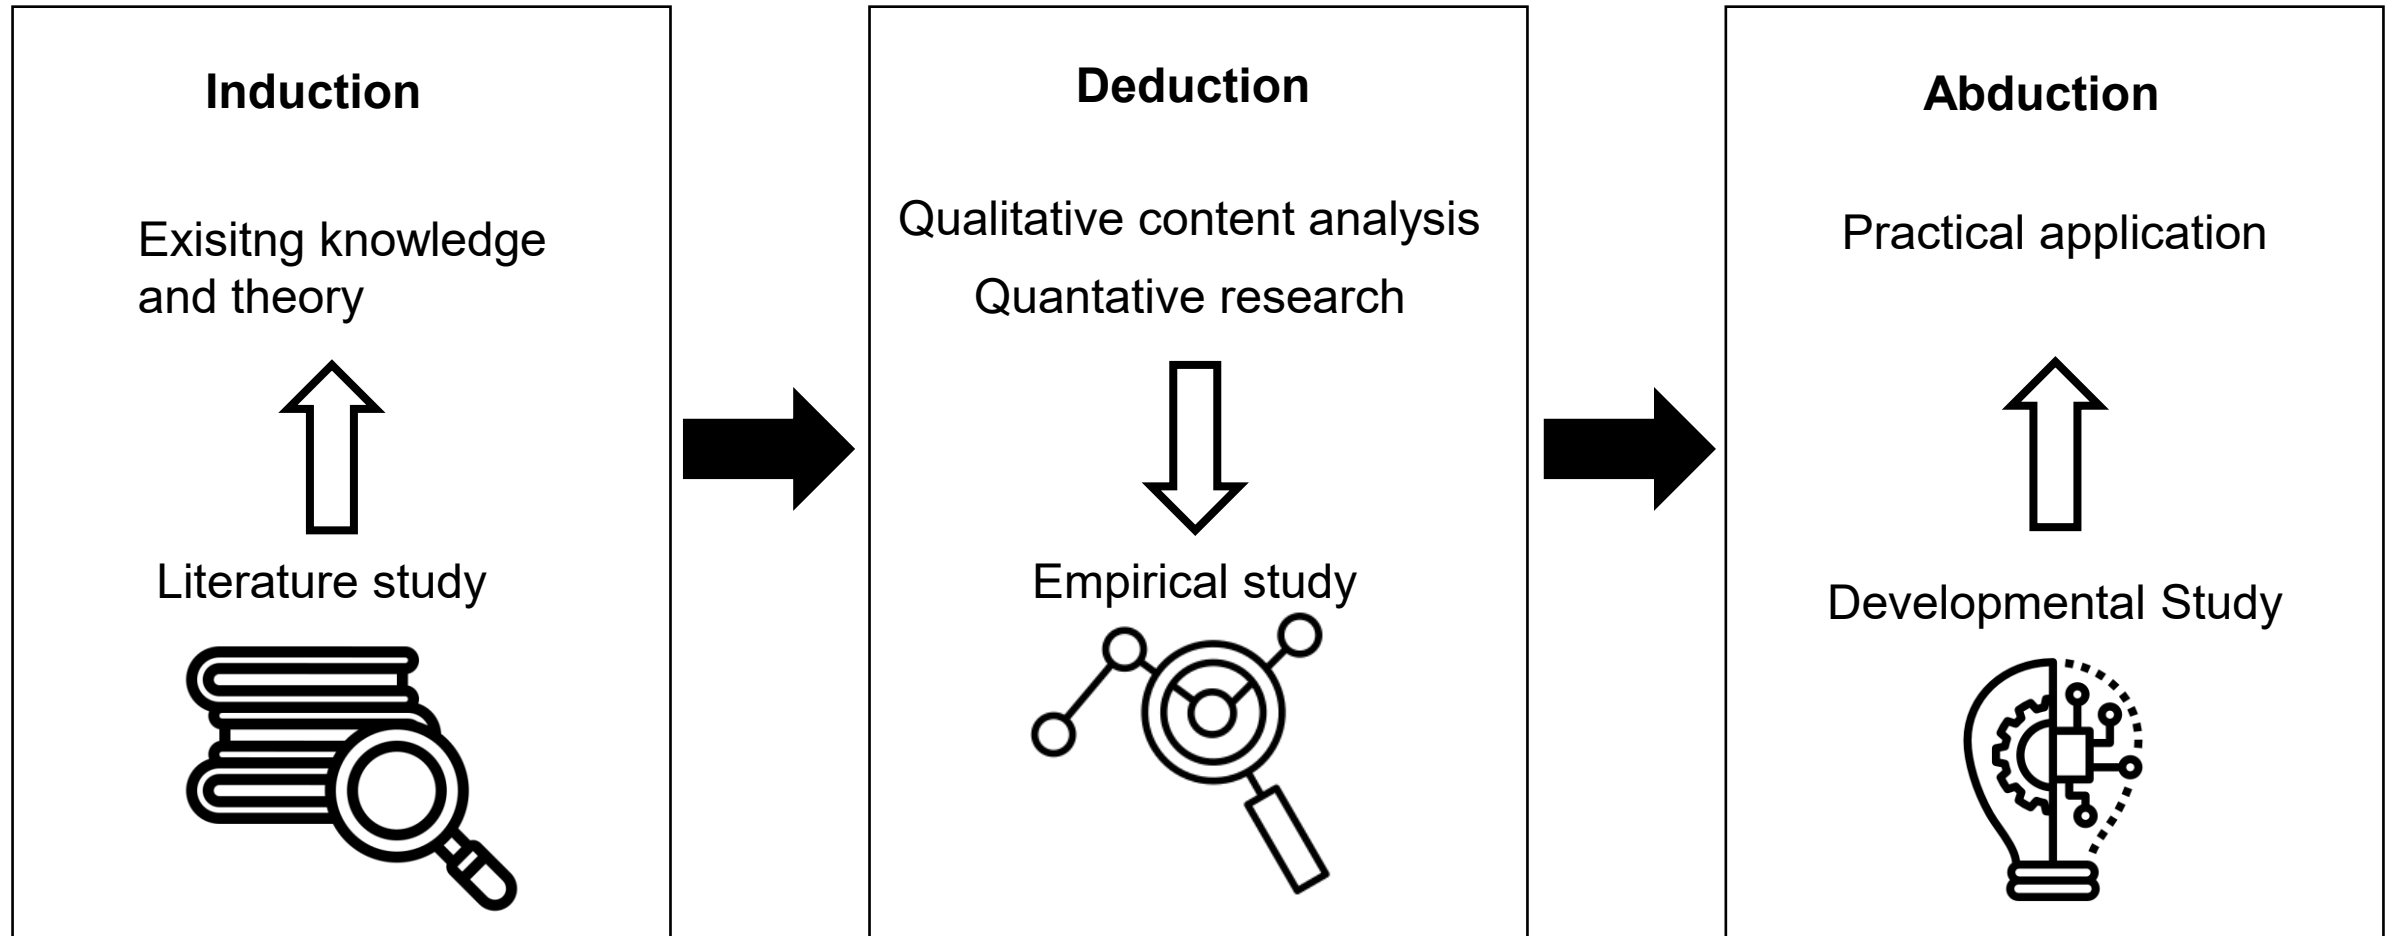 Induction
Exisitng knowledge
and theory
Literature study
Deduction
Qualitative content analysis
Quantative research
Empirical study
Abduction
Practical application
Developmental Study